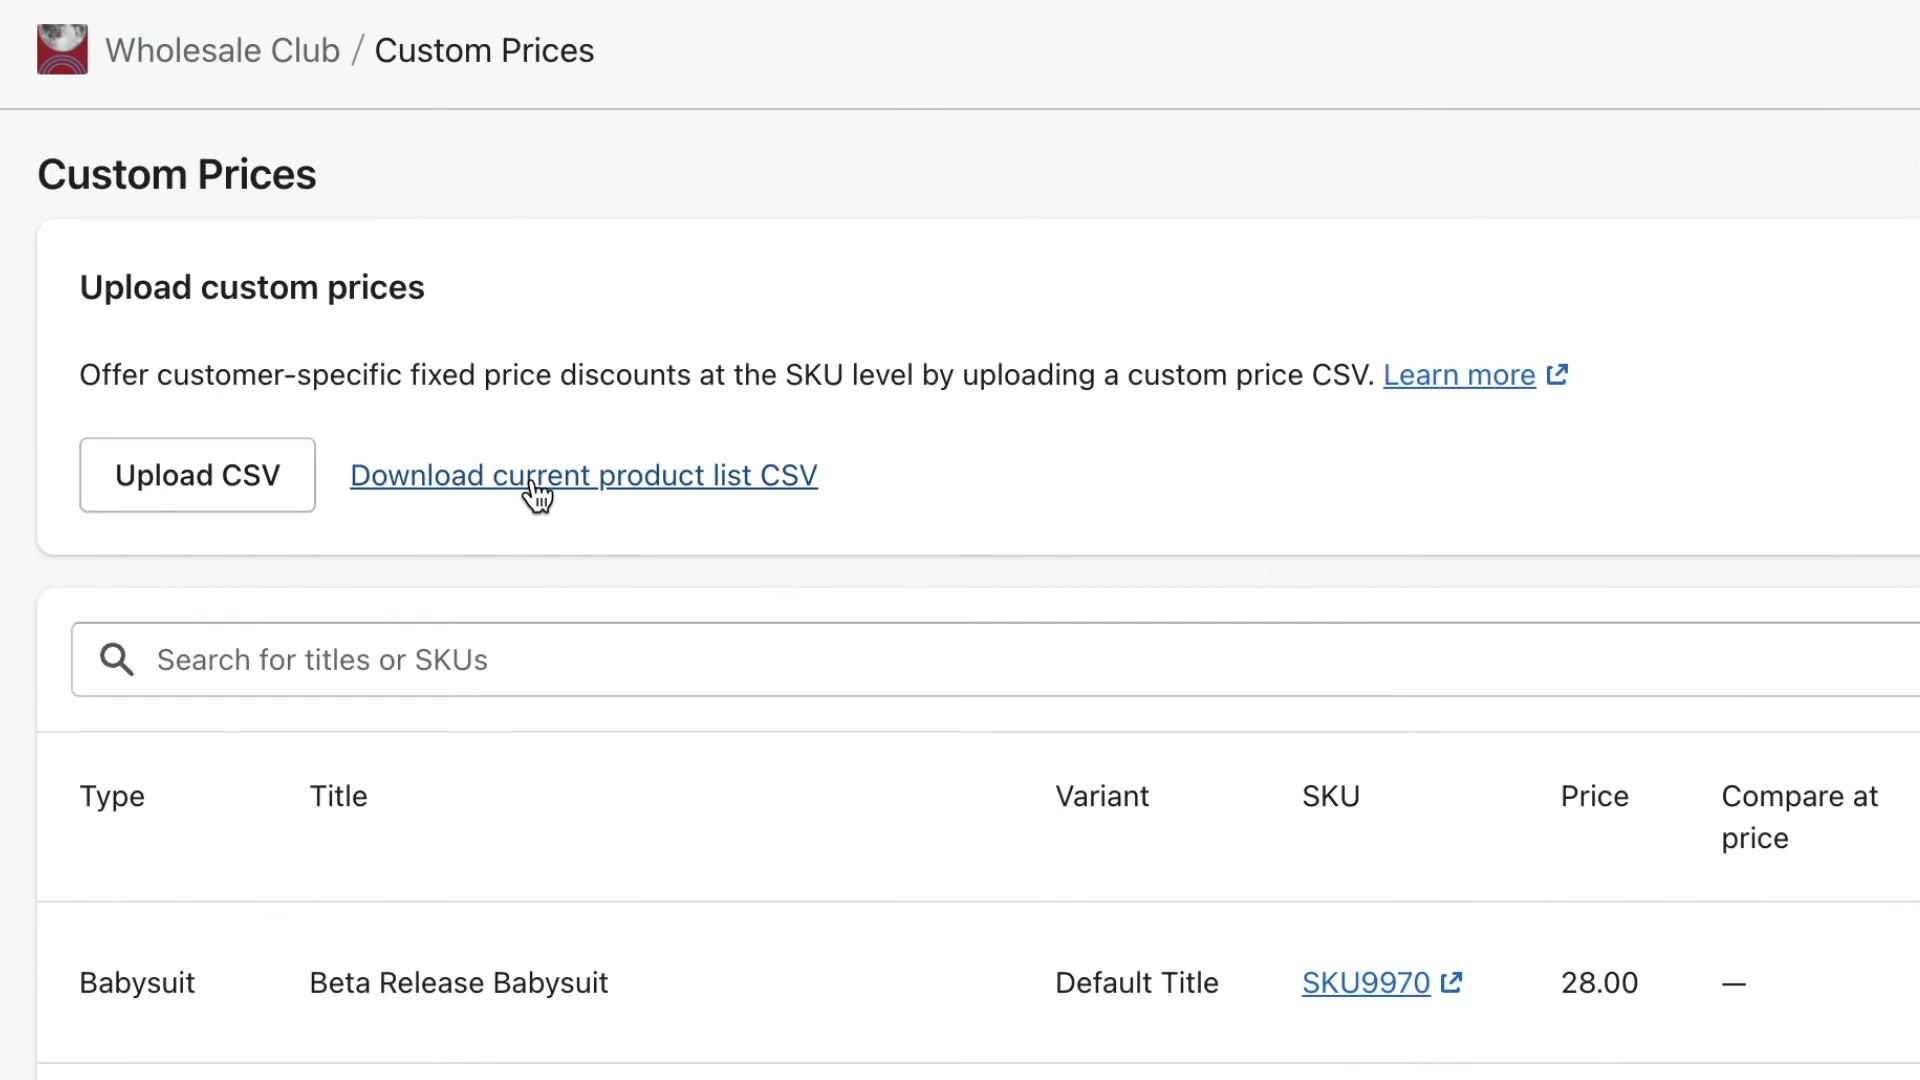 Wholesale Club / Custom Prices
Custom Prices
Upload custom prices
Offer customer-specific fixed price discounts at the SKU level by uploading a custom price CSV. Learn more
Upload CSV Download current product list CSV
Search for titles or SKUs
Type Title Variant SKU Price Compare at
price
Babysuit Beta Release Babysuit Default Title SKU9970 28.00 —